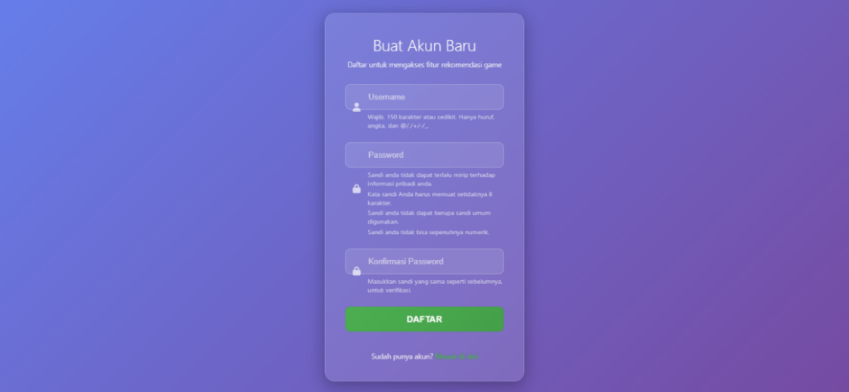 Buat Akun Baru
Daftar untuk mengakses fitur rekomendasi game
Username
Wajib. 150 karakter atau sedikit. Hanya huruf,
angka, dan @/./+/-/_.
Password
Sandi anda tidak dapat terlalu mirip terhadap
informasi pribadi anda.
Kata sandi Anda harus memuat setidaknya 8
karakter.
Sandi anda tidak dapat berupa sandi umum
digunakan.
Sandi anda tidak bisa sepenuhnya numerik.
Konfirmasi Password
Masukkan sandi yang sama seperti sebelumnya,
untuk verifikasi.
DAFTAR
Sudah punya akun?